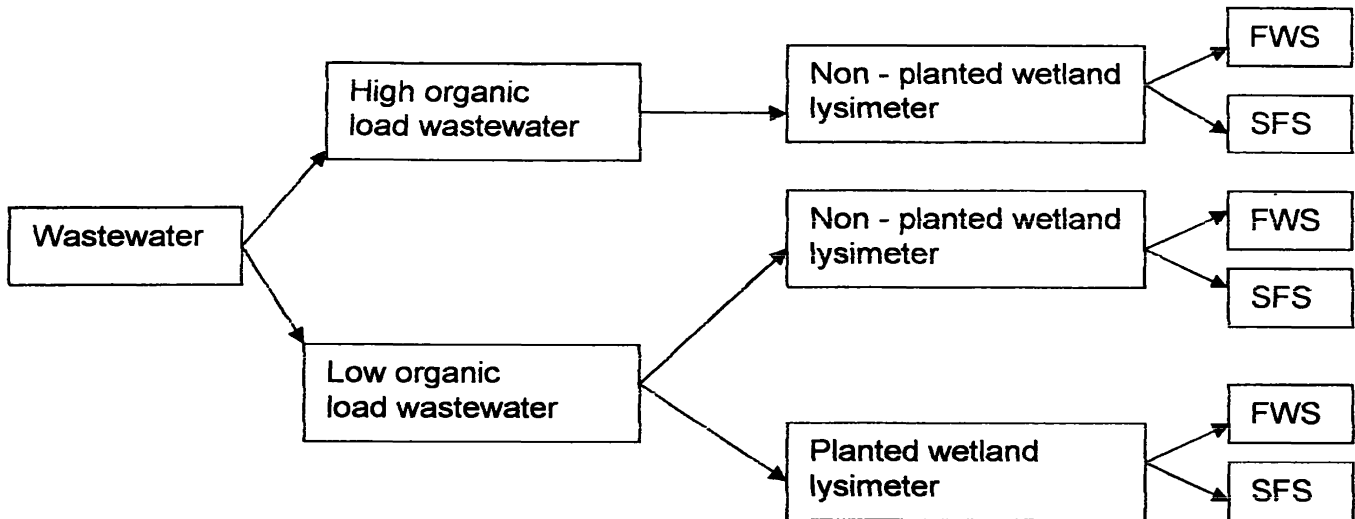 FWS
High organic
load wastewater
Non - planted wetland
lysimeter
SFS
Wastewater
Non - planted wetland
lysimeter
FWS
SFS
Low organic
load wastewater
Planted wetland
lysimeter
FWS
SFS